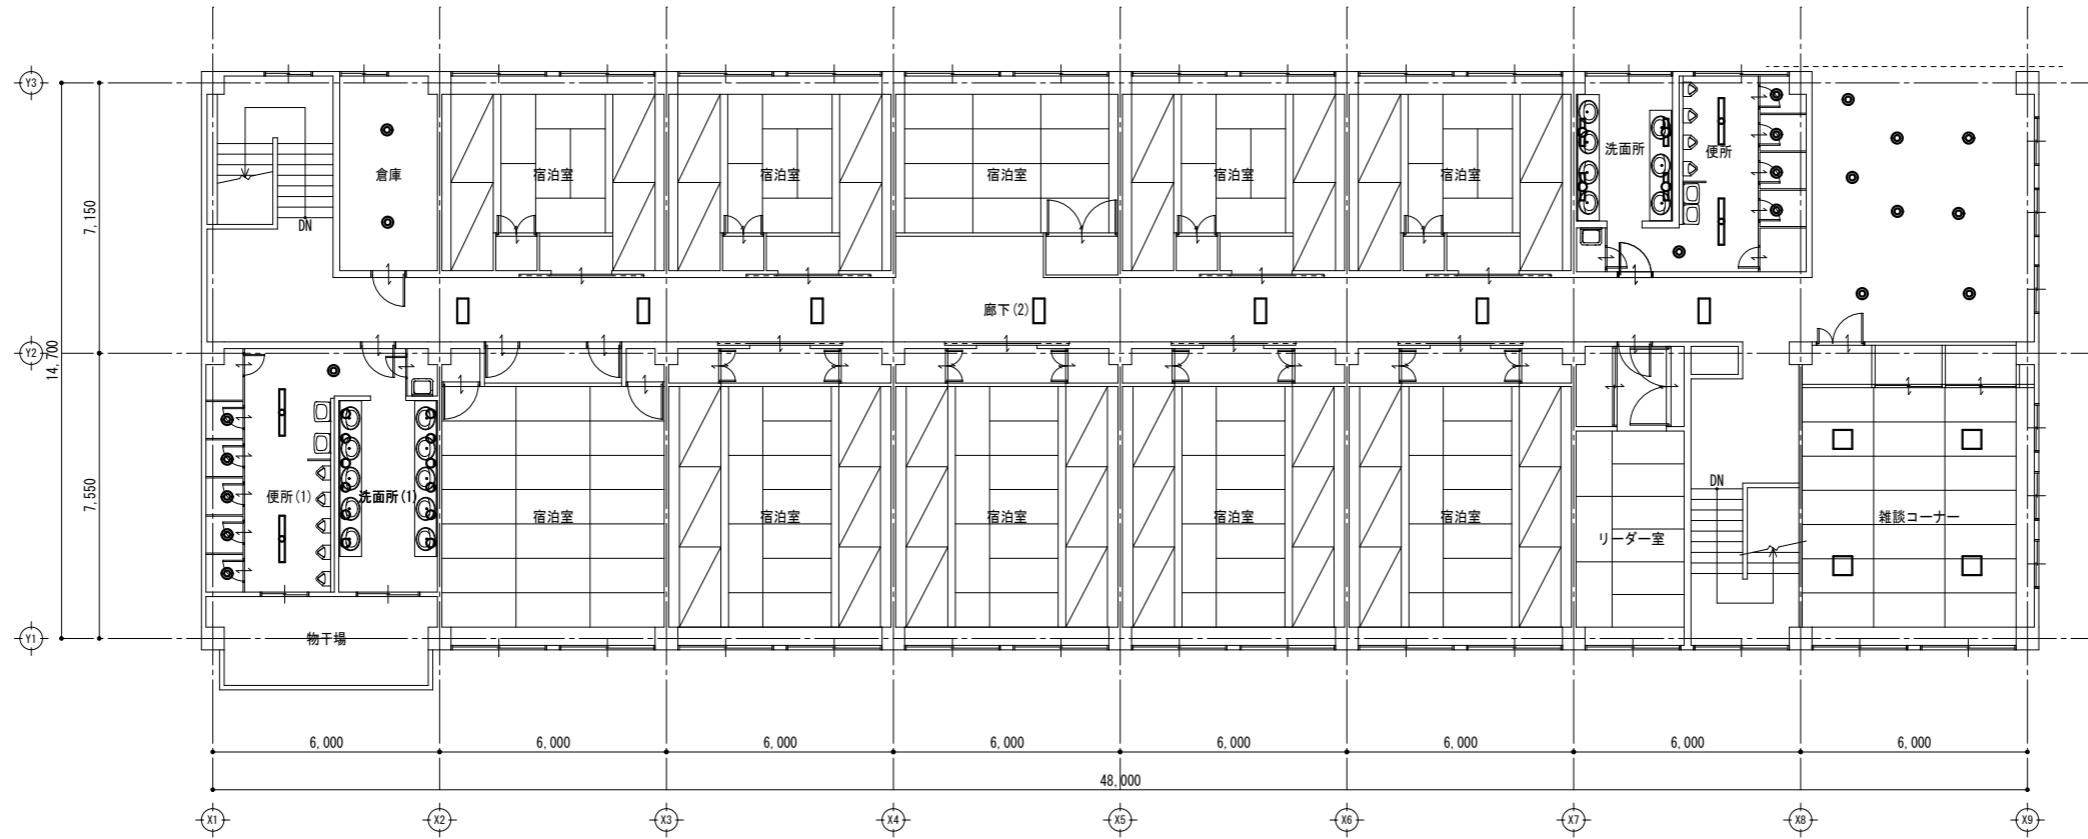 Y3
倉庫
宿泊室
宿泊室
宿泊室
宿泊室
宿泊室
洗面所
便所
7,150
DN
廊下(2)
Y2
14,700
7,550
便所(1)
洗面所(1)
宿泊室
宿泊室
宿泊室
宿泊室
宿泊室
リーダー室
DN
雑談コーナー
Y1
物干場
6,000
6,000
6,000
6,000
6,000
6,000
6,000
6,000
48,000
X1
X2
X3
X4
X5
X6
X7
X8
X9